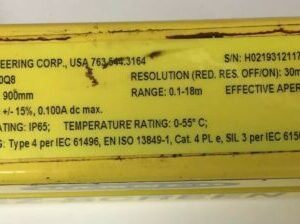 EERING CORP., USA 763.544.3164 S/N: H0219312117
0Q8 RESOLUTION (RED. RES. OFF/ON): 30m
900mm RANGE: 0.1-18m EFFECTIVE APER
+/- 15%, 0.100A dc max.
ATING: IP65; TEMPERATURE RATING: 0-55° C;
G: Type 4 per IEC 61496, EN ISO 13849-1, Cat. 4 PL e, SIL 3 per IEC 6150